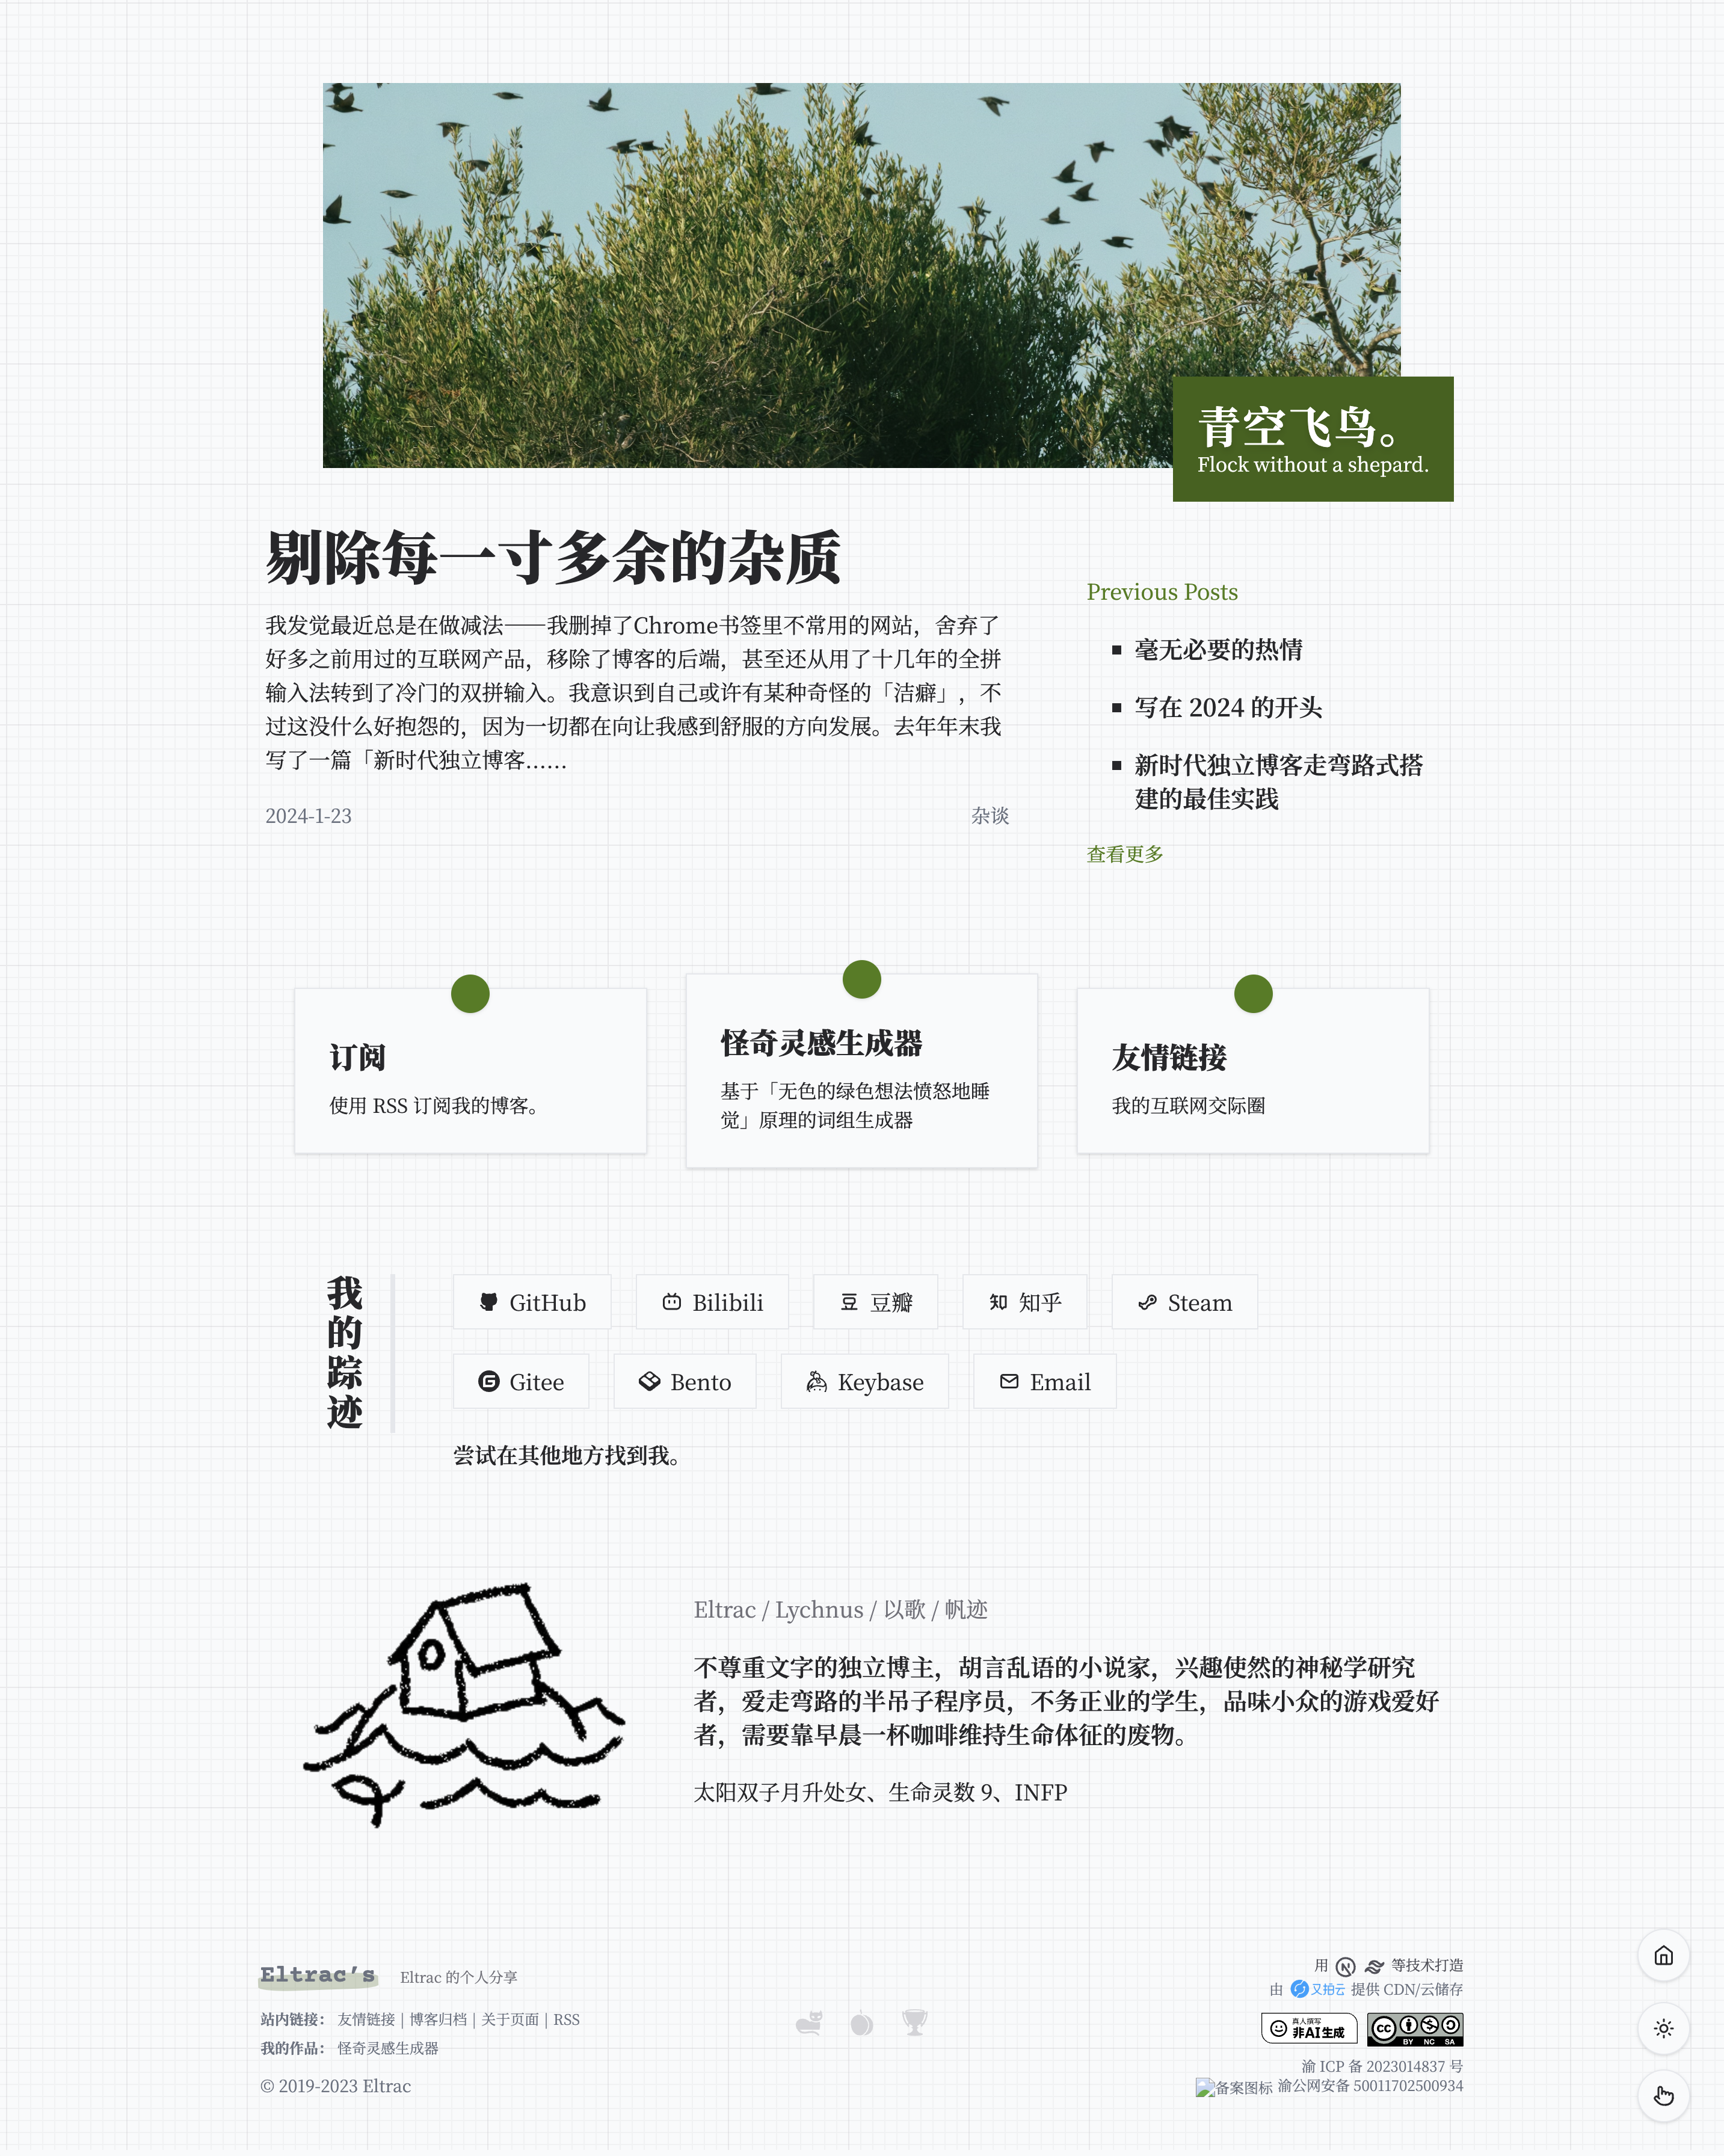 青空飞鸟。
Flock without a shepard.
剔除每一寸多余的杂质
我发觉最近总是在做减法——我删掉了Chrome书签里不常用的网站，舍弃了
好多之前用过的互联网产品，移除了博客的后端，甚至还从用了十几年的全拼
输入法转到了冷门的双拼输入。我意识到自己或许有某种奇怪的「洁癖」，不
过这没什么好抱怨的，因为一切都在向让我感到舒服的方向发展。去年年末我
写了一篇「新时代独立博客……
2024-1-23
杂谈
Previous Posts
毫无必要的热情
写在 2024 的开头
新时代独立博客走弯路式搭
建的最佳实践
查看更多
订阅
使用 RSS 订阅我的博客。
怪奇灵感生成器
基于「无色的绿色想法愤怒地睡
觉」原理的词组生成器
友情链接
我的互联网交际圈
我的踪迹
GitHub
Bilibili
豆 豆瓣
知 知乎
Steam
Gitee
Bento
Keybase
Email
尝试在其他地方找到我。
Eltrac / Lychnus / 以歌 / 帆迹
不尊重文字的独立博主，胡言乱语的小说家，兴趣使然的神秘学研究
者，爱走弯路的半吊子程序员，不务正业的学生，品味小众的游戏爱好
者，需要靠早晨一杯咖啡维持生命体征的废物。
太阳双子月升处女、生命灵数 9、INFP
Eltrac's Eltrac 的个人分享
站内链接： 友情链接 | 博客归档 | 关于页面 | RSS
我的作品： 怪奇灵感生成器
© 2019-2023 Eltrac
用 N 等技术打造
由 又拍云 提供 CDN/云储存
真人撰写
非AI生成
cc BY NC SA
渝 ICP 备 2023014837 号
备案图标 渝公网安备 50011702500934